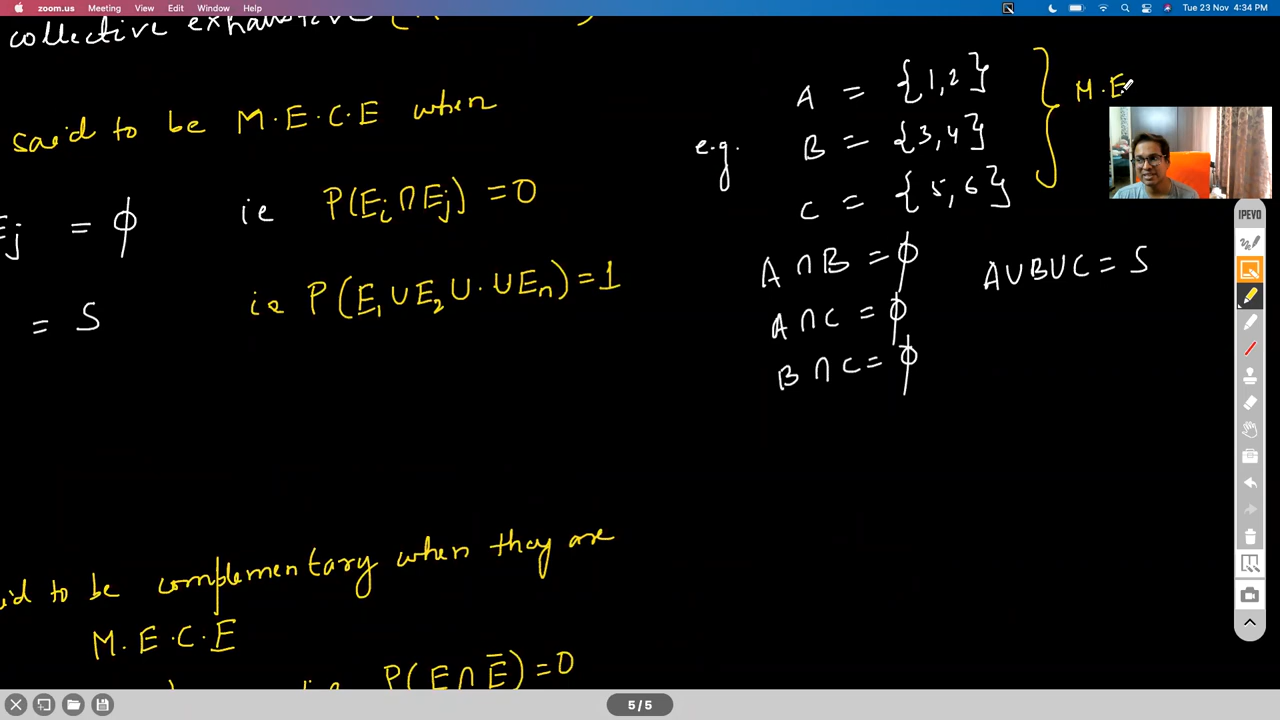 zoom.us Meeting View Edit Window Help Tue 23 Nov 4:34 PM
collective exhaustive (
said to be M.E.C.E when
Ej = ϕ ie P(Ei ∩ Ej) = 0
= S ie P(E1 ∪ E2 ∪ . ∪ En) = 1
e.g. A = {1,2}
B = {3,4}
C = {5,6}
} M.E
A ∩ B = ϕ
A ∩ C = ϕ
B ∩ C = ϕ
A∪B∪C = S
id to be complementary when they are
M.E.C.E
P(E ∩ E̅) = 0
IPEVO
5/5